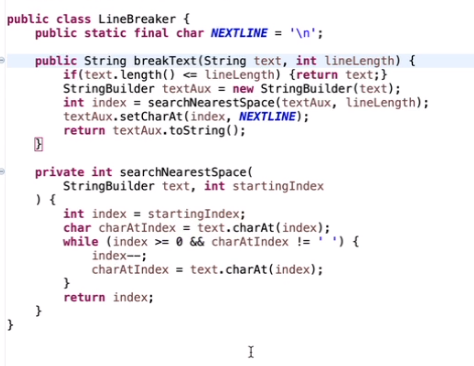 public class LineBreaker {
    public static final char NEXTLINE = '\n';

    public String breakText(String text, int lineLength) {
        if(text.length() <= lineLength) {return text;}
        StringBuilder textAux = new StringBuilder(text);
        int index = searchNearestSpace(textAux, lineLength);
        textAux.setCharAt(index, NEXTLINE);
        return textAux.toString();
    }

    private int searchNearestSpace(
        StringBuilder text, int startingIndex
    ) {
        int index = startingIndex;
        char charAtIndex = text.charAt(index);
        while (index >= 0 && charAtIndex != ' ') {
            index--;
            charAtIndex = text.charAt(index);
        }
        return index;
    }
}